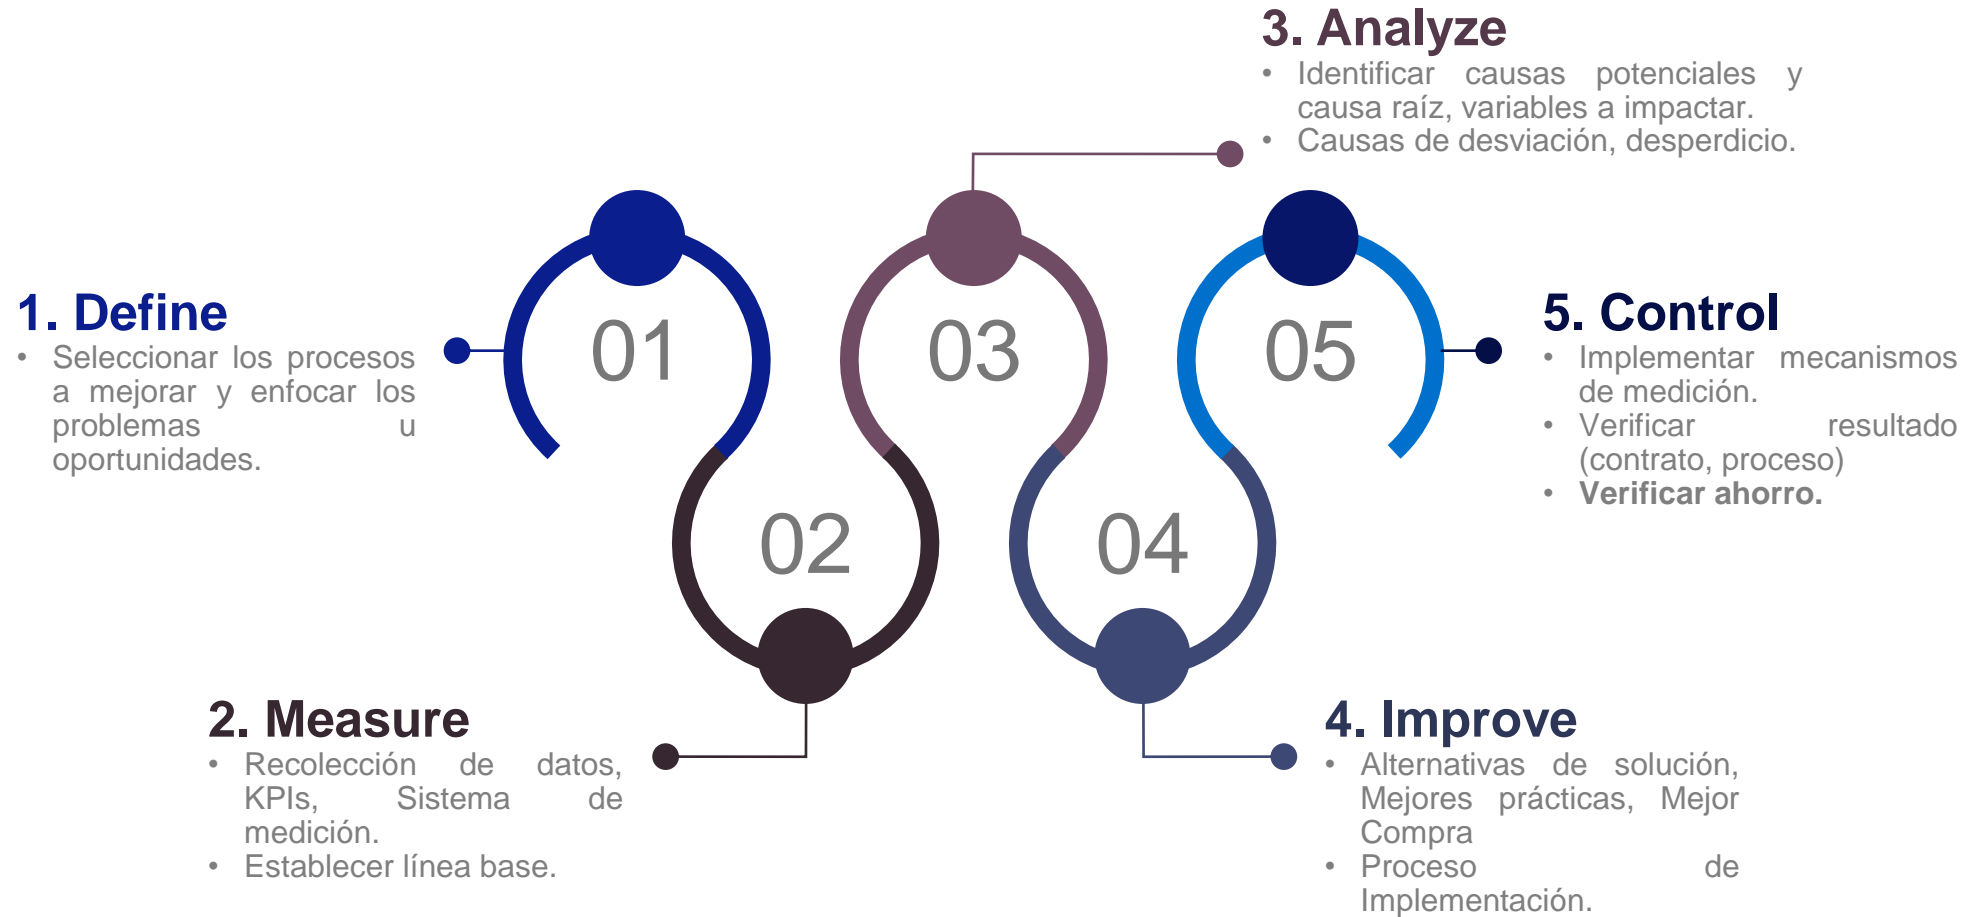 1. Define
• Seleccionar los procesos
a mejorar y enfocar los
problemas u
oportunidades.
01
2. Measure
• Recolección de datos,
KPIs, Sistema de
medición.
• Establecer línea base.
02
3. Analyze
• Identificar causas potenciales y
causa raíz, variables a impactar.
• Causas de desviación, desperdicio.
03
4. Improve
• Alternativas de solución,
Mejores prácticas, Mejor
Compra
• Proceso de
Implementación.
04
5. Control
• Implementar mecanismos
de medición.
• Verificar resultado
(contrato, proceso)
• Verificar ahorro.
05